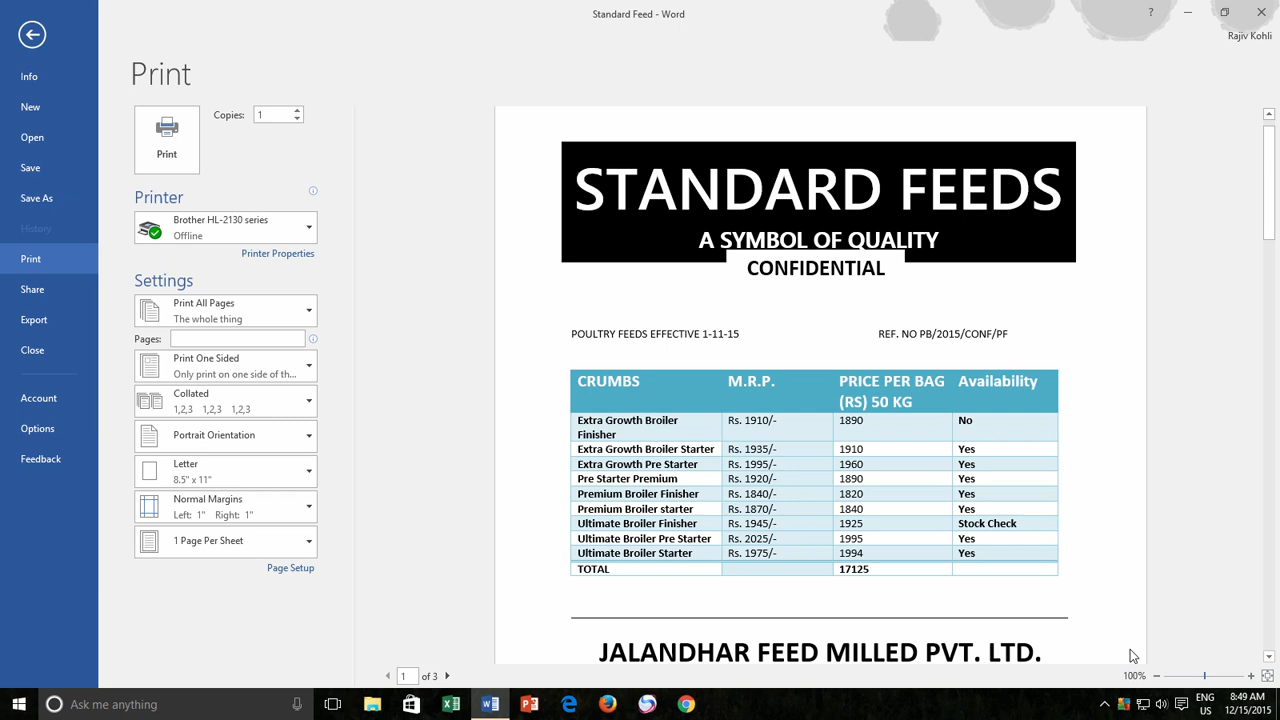 Standard Feed - Word
?
Rajiv Kohli
Info
New
Open
Save
Save As
History
Print
Share
Export
Close
Account
Options
Feedback
Print
Print
Copies: 1
Printer
Brother HL-2130 series
Offline
Printer Properties
Settings
Print All Pages
The whole thing
Pages:
Print One Sided
Only print on one side of th...
Collated
1,2,3 1,2,3 1,2,3
Portrait Orientation
Letter
8.5" x 11"
Normal Margins
Left: 1" Right: 1"
1 Page Per Sheet
Page Setup
STANDARD FEEDS
A SYMBOL OF QUALITY
CONFIDENTIAL
POULTRY FEEDS EFFECTIVE 1-11-15 REF. NO PB/2015/CONF/PF
CRUMBS M.R.P. PRICE PER BAG Availability
(RS) 50 KG
Extra Growth Broiler Rs. 1910/- 1890 No
Finisher
Extra Growth Broiler Starter Rs. 1935/- 1910 Yes
Extra Growth Pre Starter Rs. 1995/- 1960 Yes
Pre Starter Premium Rs. 1920/- 1890 Yes
Premium Broiler Finisher Rs. 1840/- 1820 Yes
Premium Broiler starter Rs. 1870/- 1840 Yes
Ultimate Broiler Finisher Rs. 1945/- 1925 Stock Check
Ultimate Broiler Pre Starter Rs. 2025/- 1995 Yes
Ultimate Broiler Starter Rs. 1975/- 1994 Yes
TOTAL 17125
JALANDHAR FEED MILLED PVT. LTD.
1 of 3
100%
Ask me anything
ENG
US
8:49 AM
12/15/2015